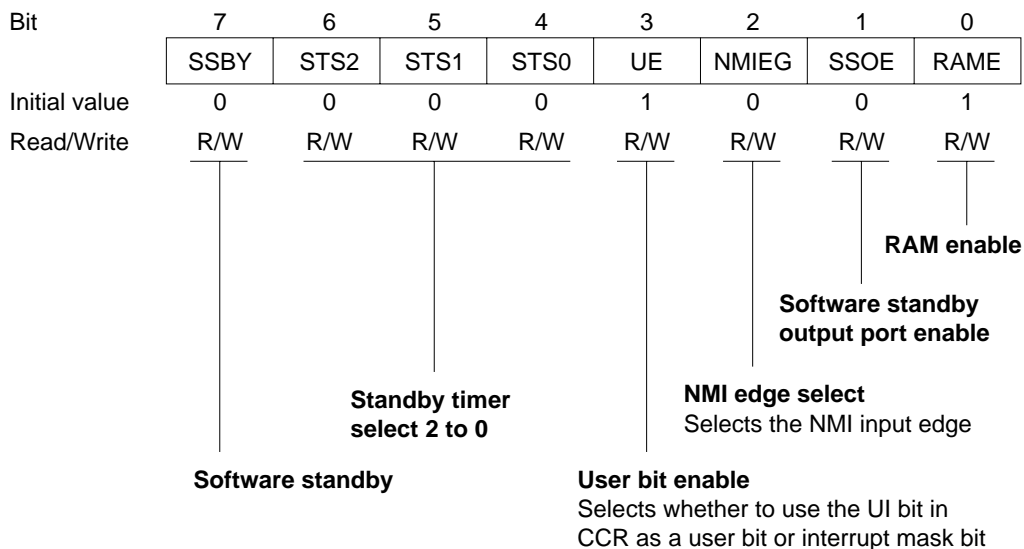 Bit 7 6 5 4 3 2 1 0
SSBY STS2 STS1 STS0 UE NMIEG SSOE RAME
Initial value 0 0 0 0 1 0 0 1
Read/Write R/W R/W R/W R/W R/W R/W R/W R/W
RAM enable
Software standby
output port enable
NMI edge select
Selects the NMI input edge
Standby timer
select 2 to 0
Software standby
User bit enable
Selects whether to use the UI bit in
CCR as a user bit or interrupt mask bit